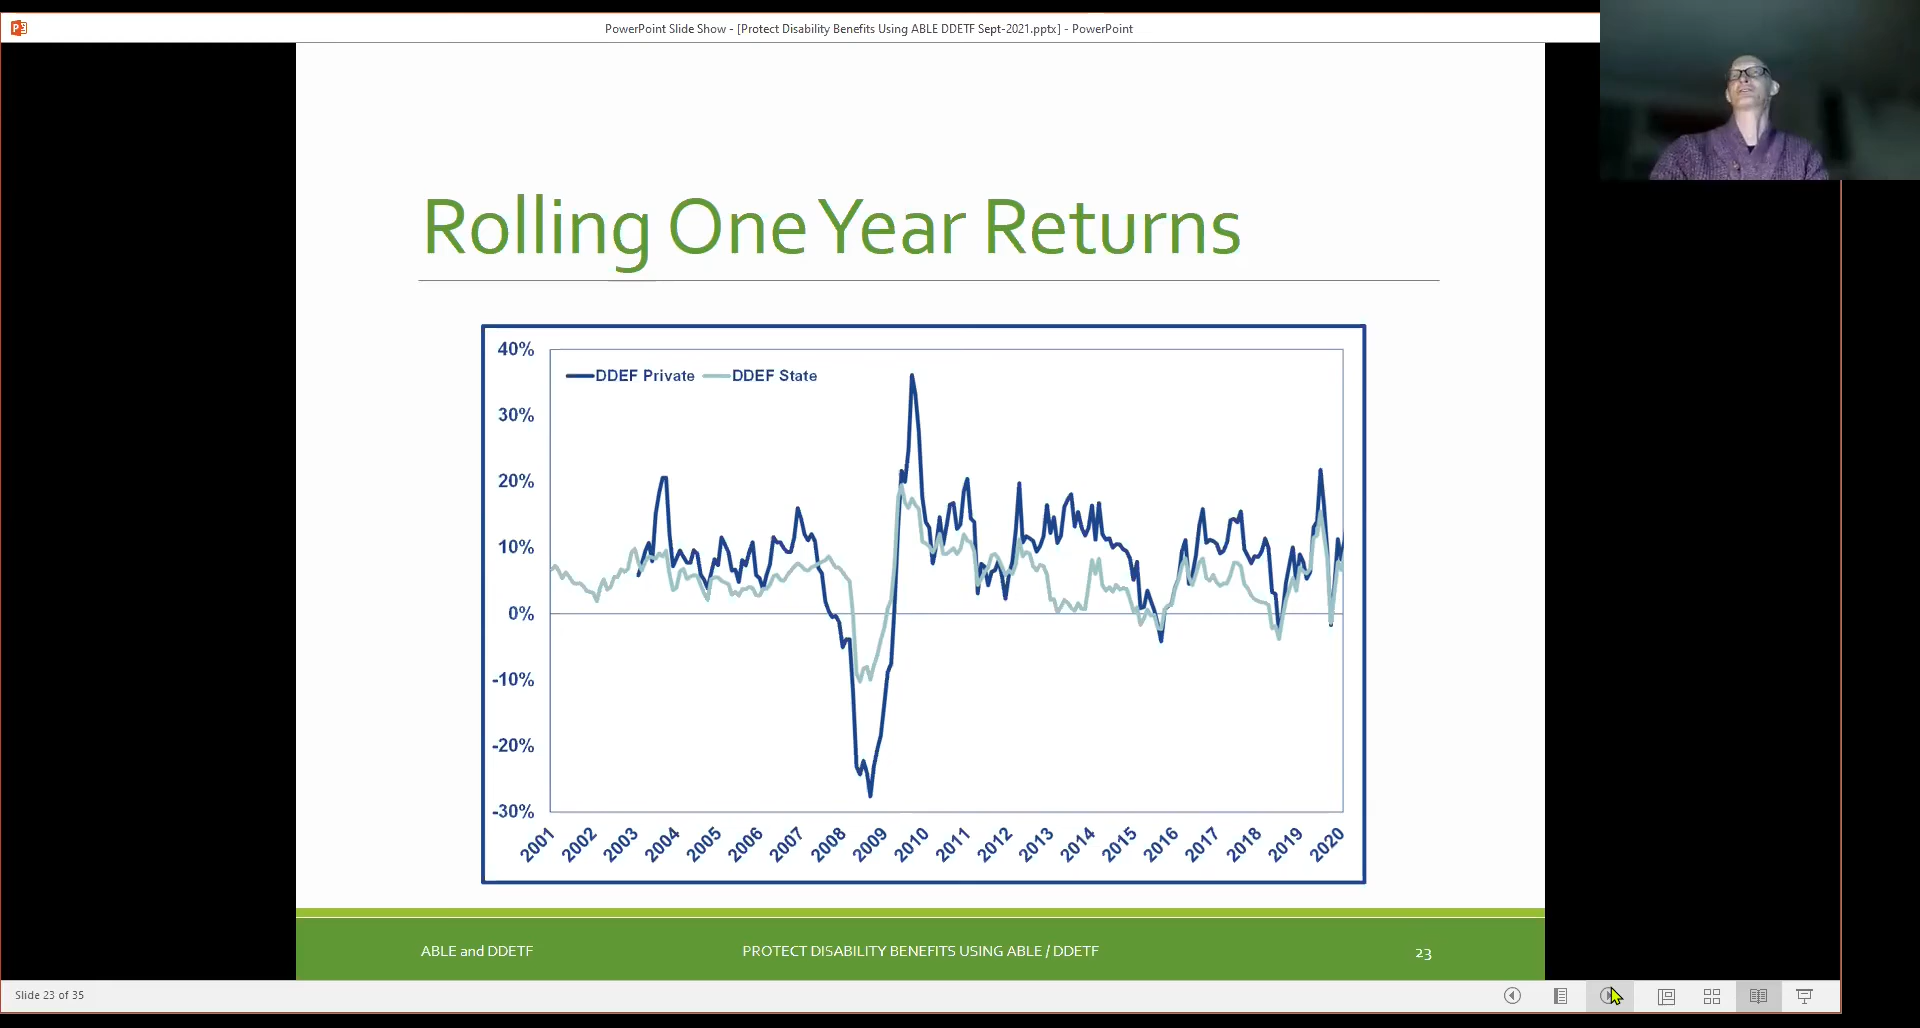 PowerPoint Slide Show - [Protect Disability Benefits Using ABLE DDETF Sept-2021.pptx] - PowerPoint
Rolling One Year Returns
40%
DDEF Private DDEF State
30%
20%
10%
0%
-10%
-20%
-30%
2001 2002 2003 2004 2005 2006 2007 2008 2009 2010 2011 2012 2013 2014 2015 2016 2017 2018 2019 2020
ABLE and DDETF PROTECT DISABILITY BENEFITS USING ABLE / DDETF 23
Slide 23 of 35